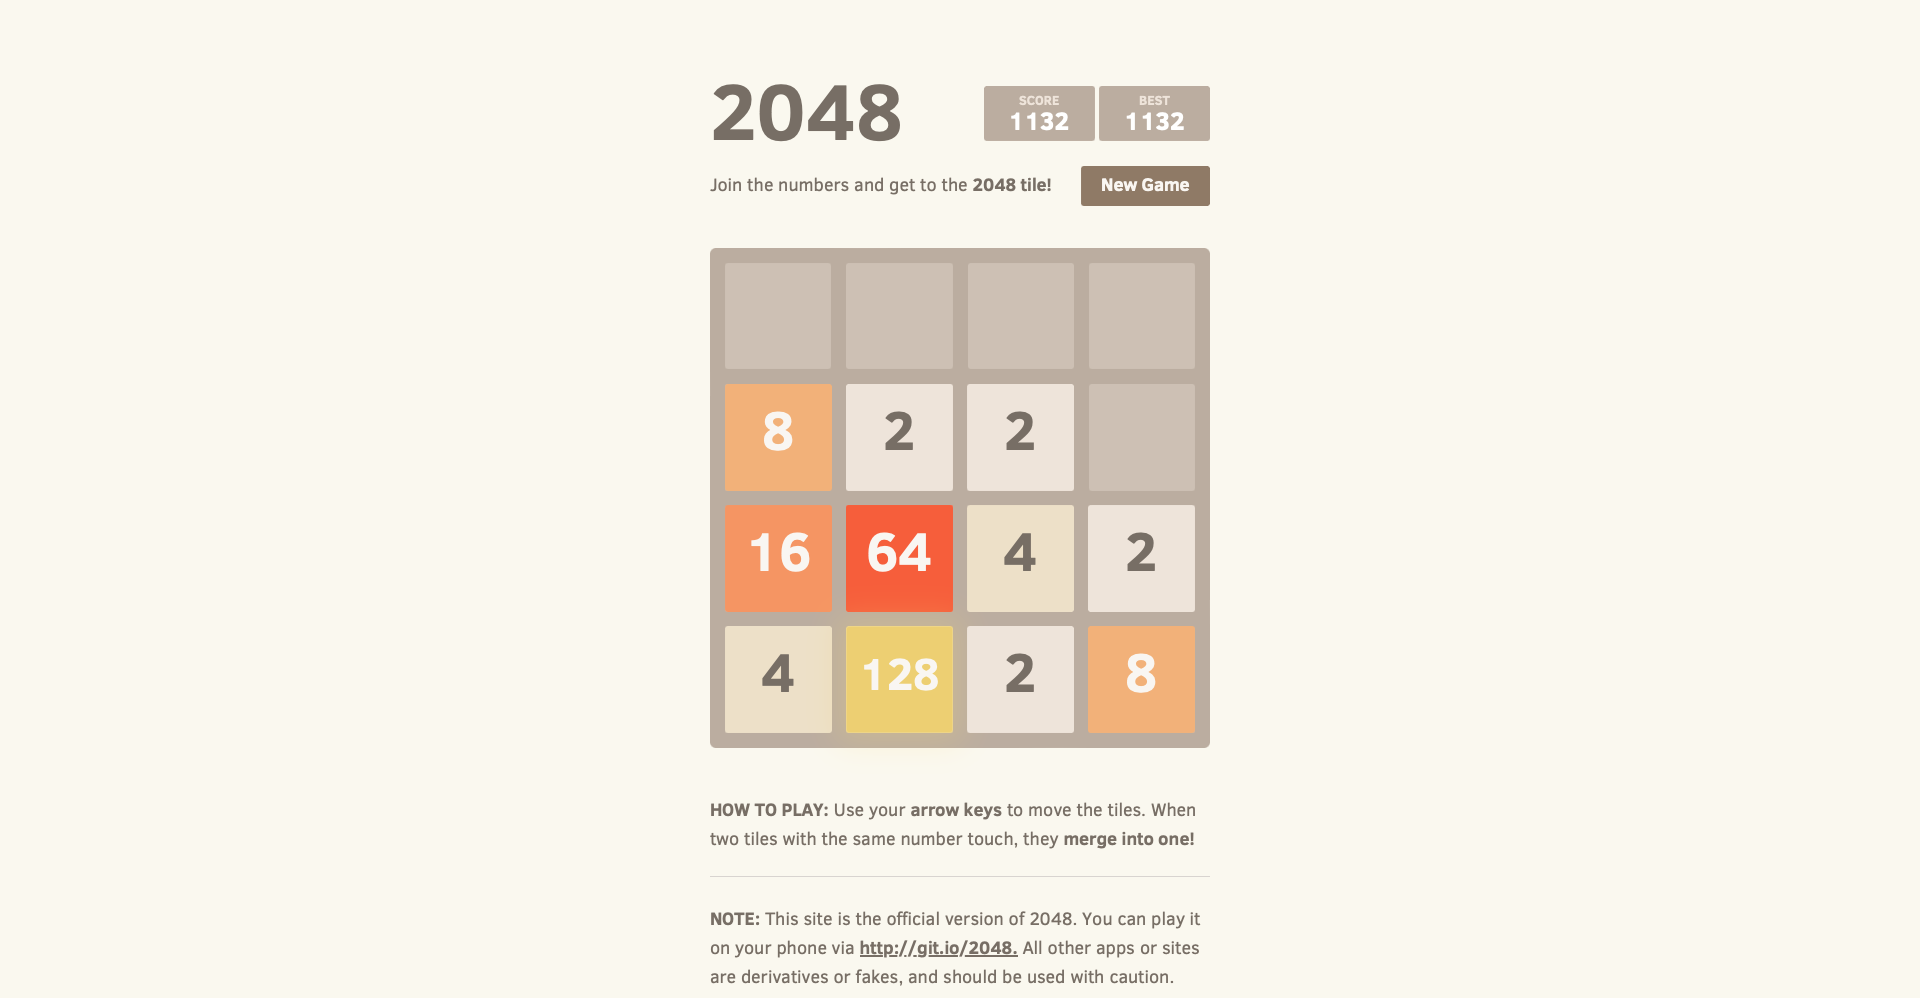 2048
SCORE
1132
BEST
1132
Join the numbers and get to the 2048 tile!
New Game
8 2 2
16 64 4 2
4 128 2 8
HOW TO PLAY: Use your arrow keys to move the tiles. When
two tiles with the same number touch, they merge into one!
NOTE: This site is the official version of 2048. You can play it
on your phone via http://git.io/2048. All other apps or sites
are derivatives or fakes, and should be used with caution.